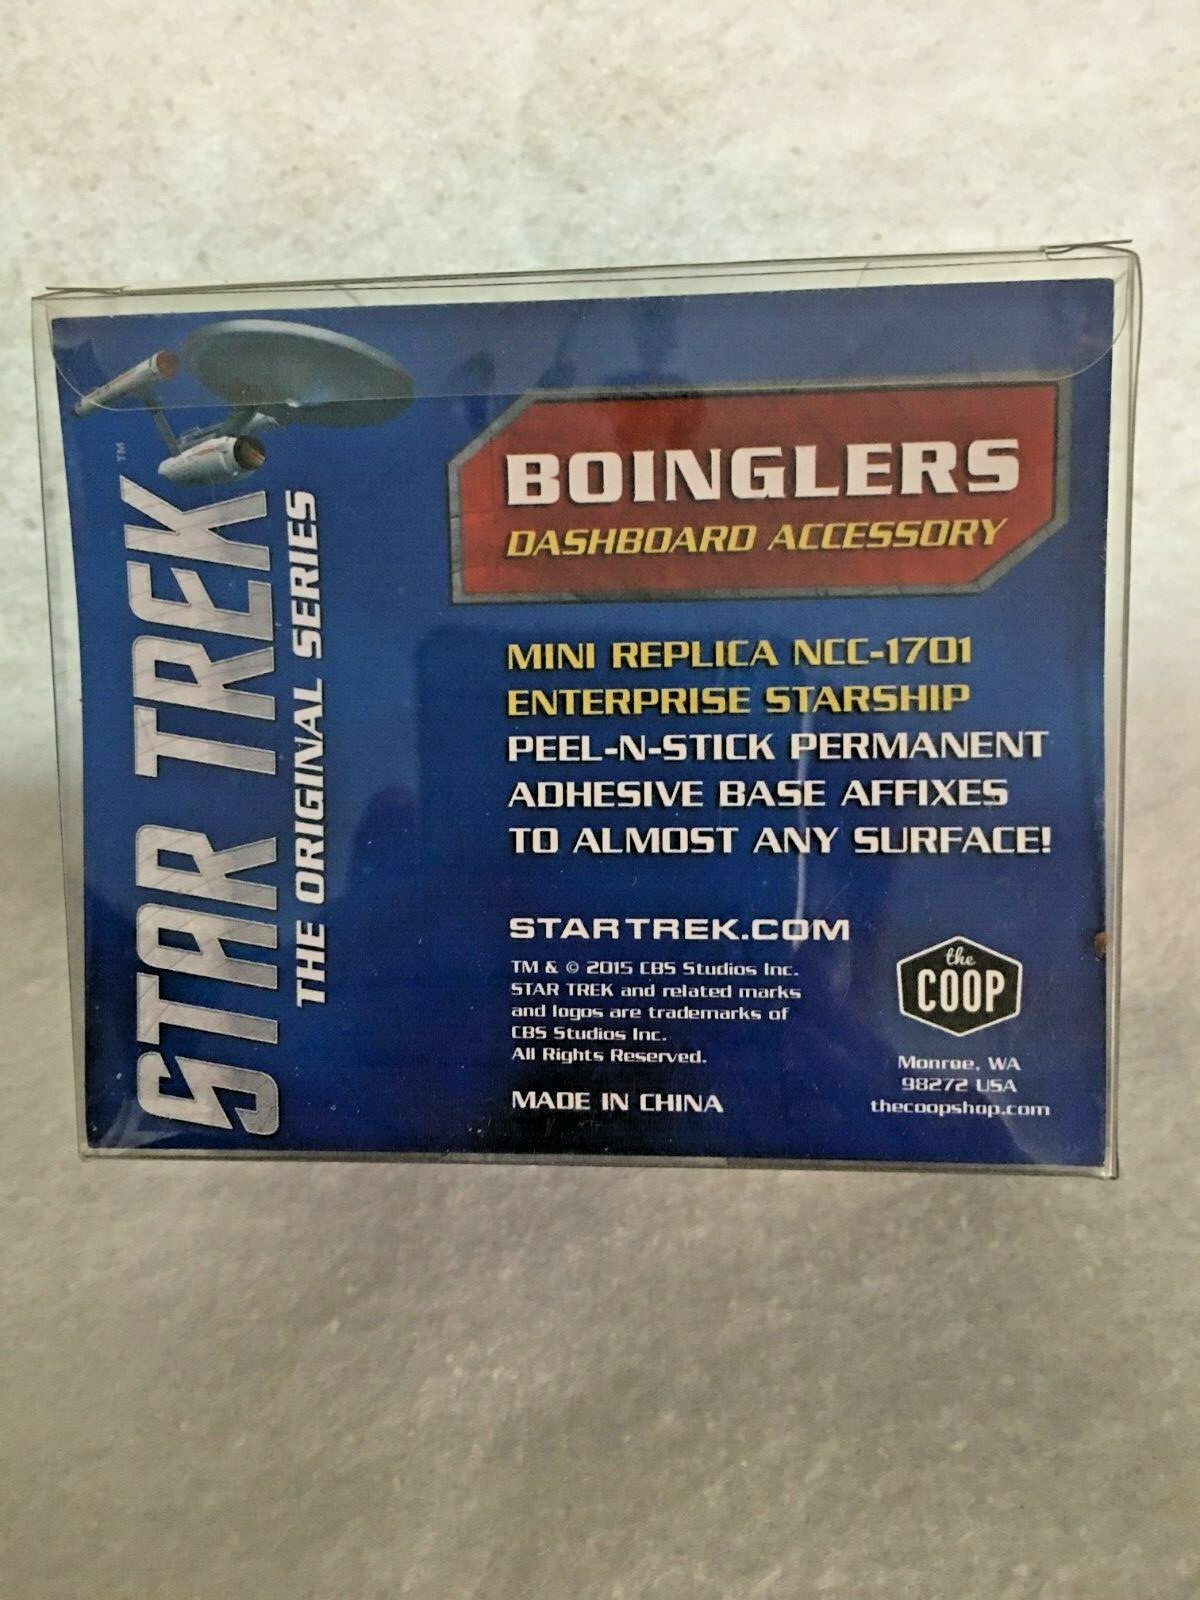 STAR TREK™
THE ORIGINAL SERIES
BOINGLERS
DASHBOARD ACCESSORY
MINI REPLICA NCC-1701
ENTERPRISE STARSHIP
PEEL-N-STICK PERMANENT
ADHESIVE BASE AFFIXES
TO ALMOST ANY SURFACE!
STARTREK.COM
TM & © 2015 CBS Studios Inc.
STAR TREK and related marks
and logos are trademarks of
CBS Studios Inc.
All Rights Reserved.
MADE IN CHINA
the
COOP
Monroe, WA
98272 USA
thecoopshop.com